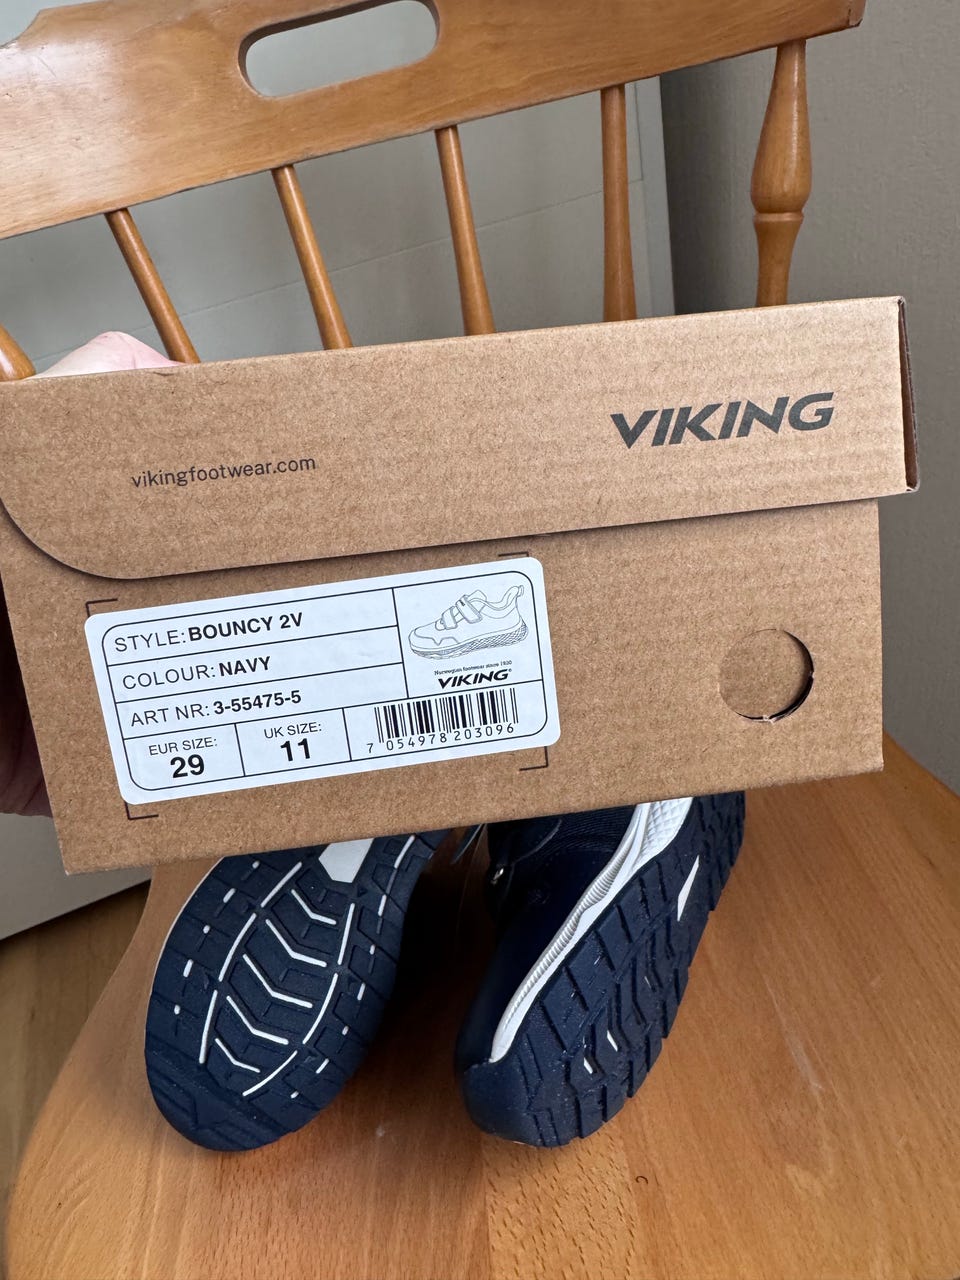 VIKING
vikingfootwear.com
STYLE: BOUNCY 2V
COLOUR: NAVY
ART NR: 3-55475-5
EUR SIZE:
29
UK SIZE:
11
Norwegian footwear since 1920
VIKING®
7 054978 203096